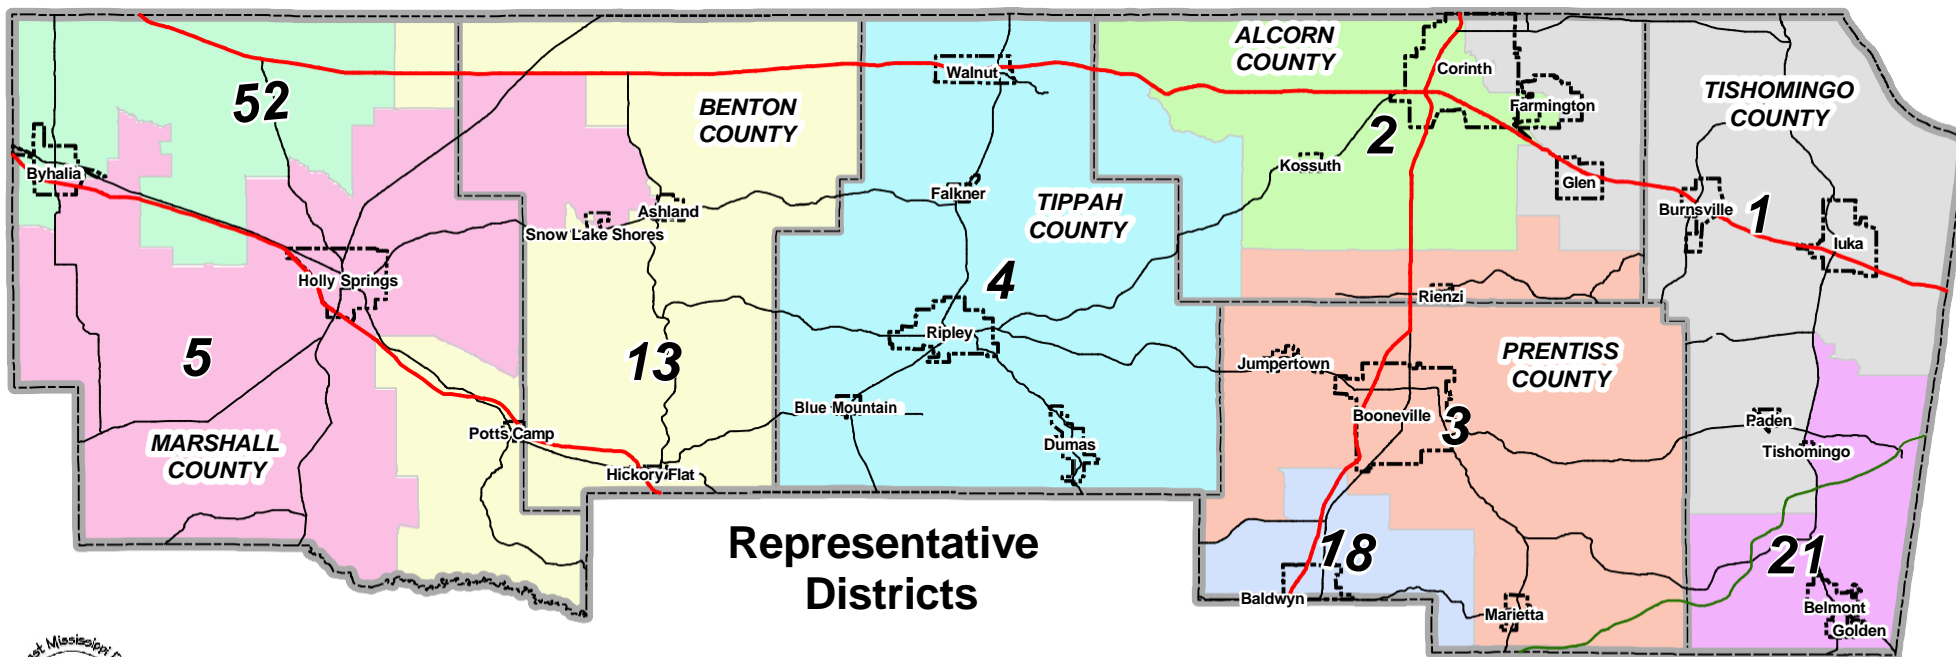 ALCORN
COUNTY
Corinth
Walnut
TISHOMINGO
COUNTY
52
BENTON
COUNTY
Farmington
2
Byhalia
Kossuth
Glen
Falkner
Ashland
TIPPAH
COUNTY
Burnsville
1
Snow Lake Shores
Iuka
Holly Springs
4
Rienzi
Ripley
5
13
Jumpertown
PRENTISS
COUNTY
Blue Mountain
Booneville
3
Paden
MARSHALL
COUNTY
Potts Camp
Dumas
Tishomingo
Hickory Flat
Representative
Districts
18
21
Baldwyn
Marietta
Belmont
Golden
st Mississippi